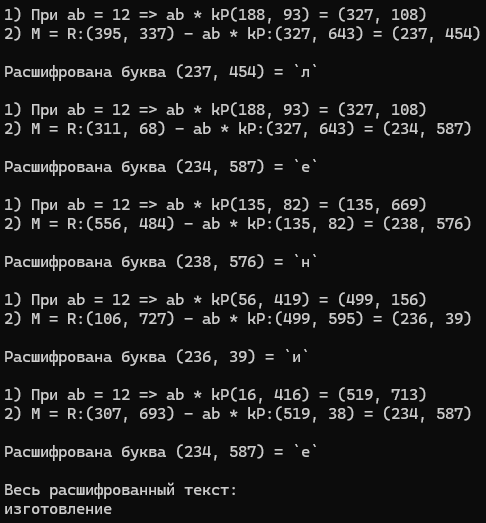 1) При ab = 12 => ab * kP(188, 93) = (327, 108)
2) M = R:(395, 337) - ab * kP:(327, 643) = (237, 454)
Расшифрована буква (237, 454) = `л`
1) При ab = 12 => ab * kP(188, 93) = (327, 108)
2) M = R:(311, 68) - ab * kP:(327, 643) = (234, 587)
Расшифрована буква (234, 587) = `е`
1) При ab = 12 => ab * kP(135, 82) = (135, 669)
2) M = R:(556, 484) - ab * kP:(135, 82) = (238, 576)
Расшифрована буква (238, 576) = `н`
1) При ab = 12 => ab * kP(56, 419) = (499, 156)
2) M = R:(106, 727) - ab * kP:(499, 595) = (236, 39)
Расшифрована буква (236, 39) = `и`
1) При ab = 12 => ab * kP(16, 416) = (519, 713)
2) M = R:(307, 693) - ab * kP:(519, 38) = (234, 587)
Расшифрована буква (234, 587) = `е`
Весь расшифрованный текст:
изготовление